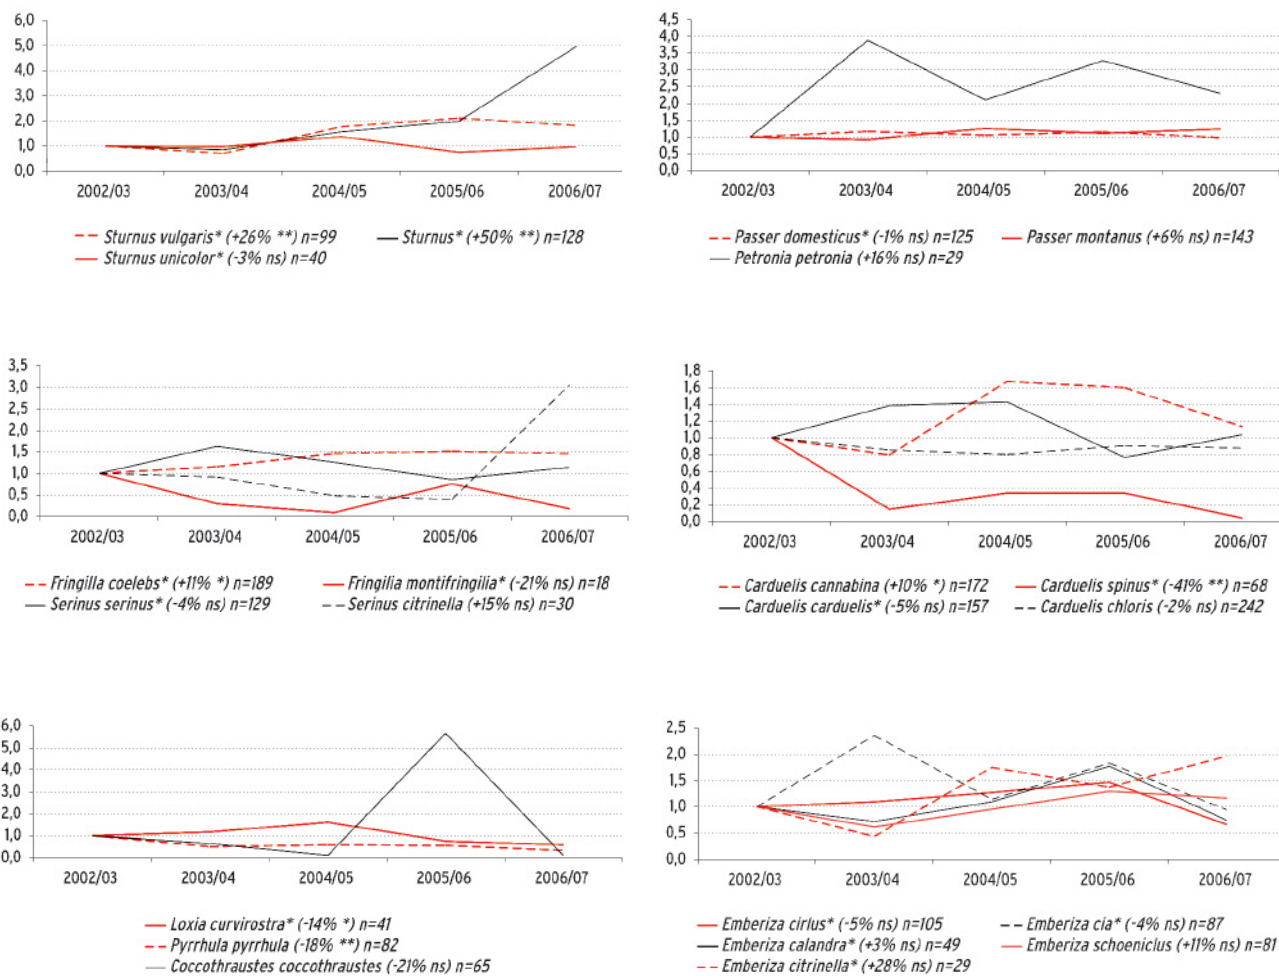 6,0
5,0
4,0
3,0
2,0
1,0
0,0
2002/03 2003/04 2004/05 2005/06 2006/07
Sturnus vulgaris* (+26% **) n=99 Sturnus* (+50% **) n=128
Sturnus unicolor* (-3% ns) n=40
4,5
4,0
3,5
3,0
2,5
2,0
1,5
1,0
0,5
0,0
2002/03 2003/04 2004/05 2005/06 2006/07
Passer domesticus* (-1% ns) n=125 Passer montanus (+6% ns) n=143
Petronia petronia (+16% ns) n=29
3,5
3,0
2,5
2,0
1,5
1,0
0,5
0,0
2002/03 2003/04 2004/05 2005/06 2006/07
Fringilla coelebs* (+11% *) n=189 Fringilia montifringilia* (-21% ns) n=18
Serinus serinus* (-4% ns) n=129 Serinus citrinella (+15% ns) n=30
1,8
1,6
1,4
1,2
1,0
0,8
0,6
0,4
0,2
0,0
2002/03 2003/04 2004/05 2005/06 2006/07
Carduelis cannabina (+10% *) n=172 Carduelis spinus* (-41% **) n=68
Carduelis carduelis* (-5% ns) n=157 Carduelis chloris (-2% ns) n=242
6,0
5,0
4,0
3,0
2,0
1,0
0,0
2002/03 2003/04 2004/05 2005/06 2006/07
Loxia curvirostra* (-14% *) n=41
Pyrrhula pyrrhula (-18% **) n=82
Coccothraustes coccothraustes (-21% ns) n=65
2,5
2,0
1,5
1,0
0,5
0,0
2002/03 2003/04 2004/05 2005/06 2006/07
Emberiza cirlus* (-5% ns) n=105 Emberiza cia* (-4% ns) n=87
Emberiza calandra* (+3% ns) n=49 Emberiza schoeniclus (+11% ns) n=81
Emberiza citrinella* (+28% ns) n=29